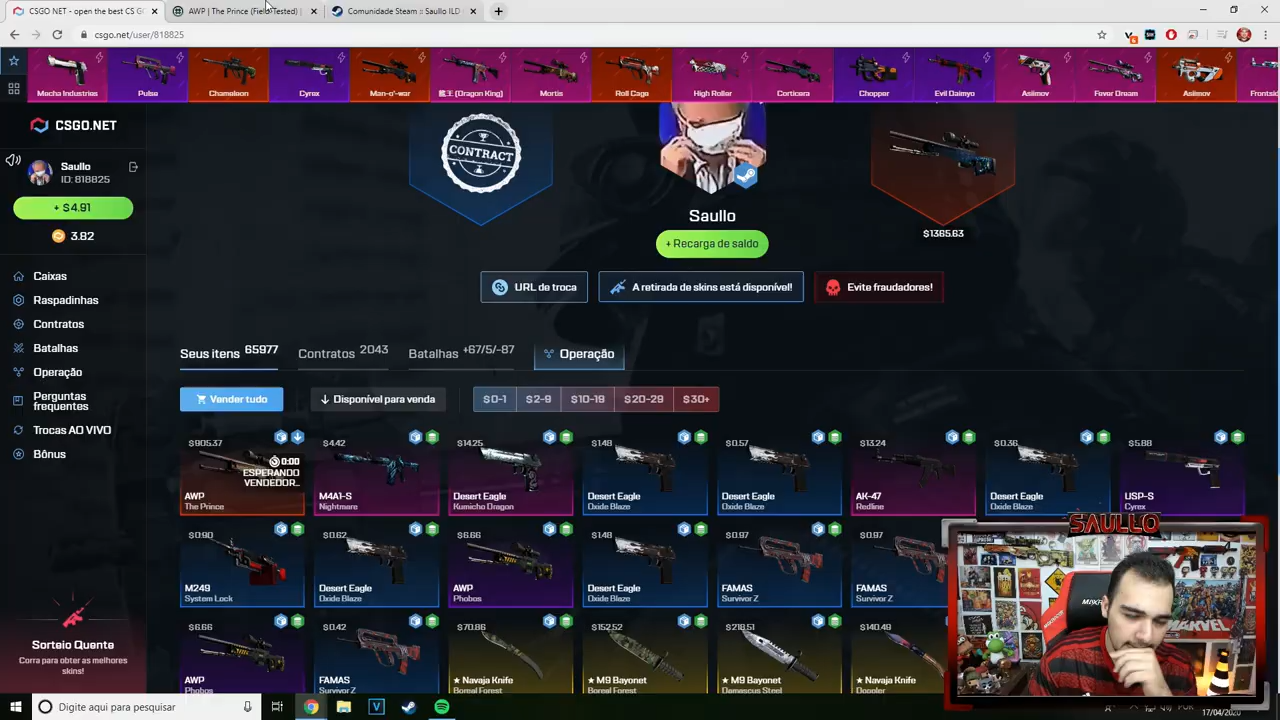 CSGO NET - open the best CS GO
AWP | The Prince (Field-Tested) |
Comunidade Steam :: Saullo ILD
csgo.net/user/818825
Mecha Industries
Pulse
Chameleon
Cyrex
Man-o'-war
龍王 (Dragon King)
Mortis
Roll Cage
High Roller
Corticera
Chopper
Evil Daimyo
Asiimov
Fever Dream
Asiimov
Frontsid
CSGO.NET
Saullo
ID: 818825
+ $4.91
3.82
Caixas
Raspadinhas
Contratos
Batalhas
Operação
Perguntas
frequentes
Trocas AO VIVO
Bônus
Sorteio Quente
Corra para obter as melhores
skins!
CONTRACT
Saullo
+ Recarga de saldo
$1365.63
URL de troca
A retirada de skins está disponível!
Evite fraudadores!
Seus itens 65977
Contratos 2043
Batalhas +67/5/-87
Operação
Vender tudo
Disponível para venda
$0-1
$2-9
$10-19
$20-29
$30+
$905.37
0:00
ESPERANDO
VENDEDOR...
AWP
The Prince
$4.42
M4A1-S
Nightmare
$14.25
Desert Eagle
Kumicho Dragon
$1.48
Desert Eagle
Oxide Blaze
$0.57
Desert Eagle
Oxide Blaze
$13.24
AK-47
Redline
$0.36
Desert Eagle
Oxide Blaze
$5.88
USP-S
Cyrex
$0.90
M249
System Lock
$0.62
Desert Eagle
Oxide Blaze
$6.66
AWP
Phobos
$1.48
Desert Eagle
Oxide Blaze
$0.97
FAMAS
Survivor Z
$0.97
FAMAS
Survivor Z
$6.66
AWP
Phobos
$0.42
FAMAS
Survivor Z
$70.86
★ Navaja Knife
Boreal Forest
$152.52
★ M9 Bayonet
Boreal Forest
$218.51
★ M9 Bayonet
Damascus Steel
$140.49
★ Navaja Knife
Doppler
SAULLO
MARVEL
Digite aqui para pesquisar
17/04/2020